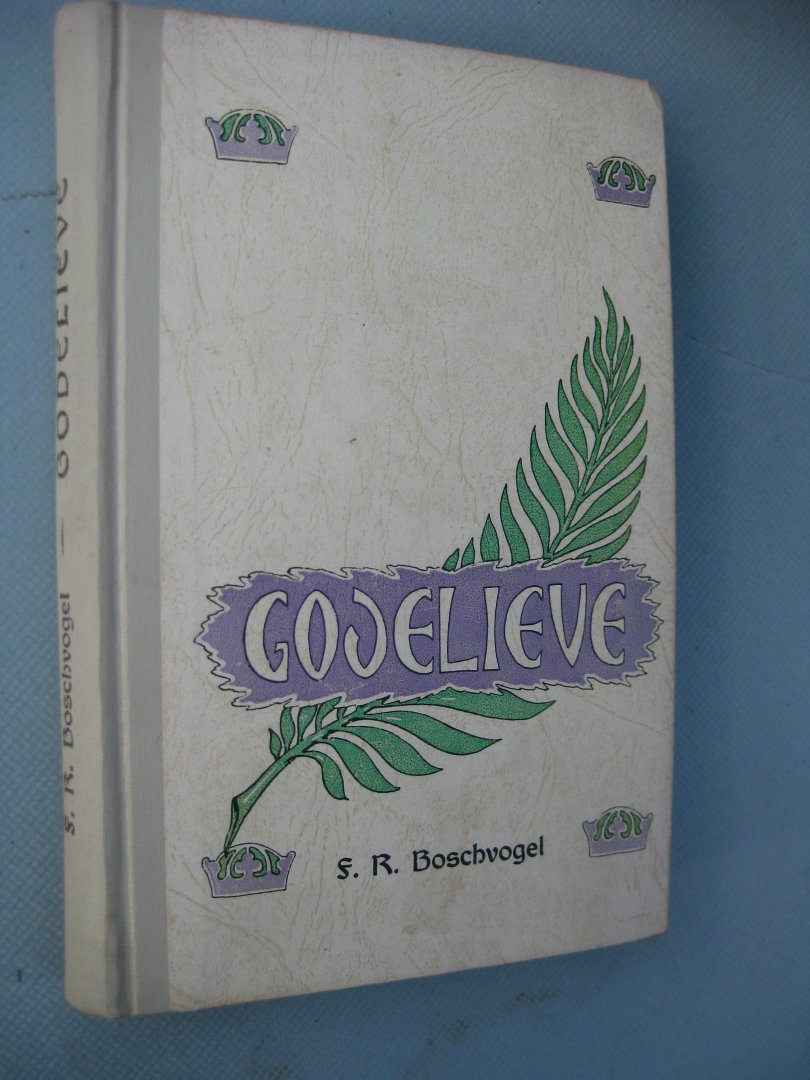 GODELIEVE
F. R. Boschvogel
F. R. Boschvogel — GODELIEVE